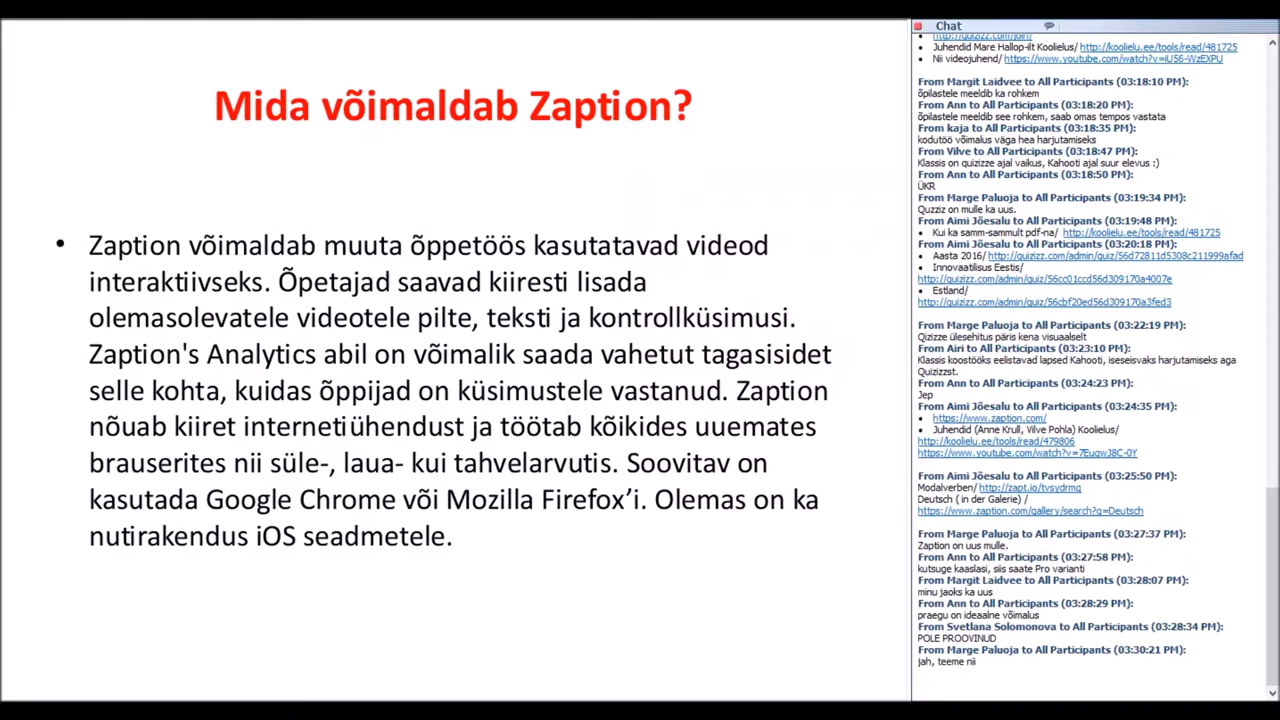 Mida võimaldab Zaption?
• Zaption võimaldab muuta õppetöös kasutatavad videod
interaktiivseks. Õpetajad saavad kiiresti lisada
olemasolevatele videotele pilte, teksti ja kontrollküsimusi.
Zaption's Analytics abil on võimalik saada vahetut tagasisidet
selle kohta, kuidas õppijad on küsimustele vastanud. Zaption
nõuab kiiret interneti ühendust ja töötab kõikides uuemates
brauserites nii süle-, laua- kui tahvelarvutis. Soovitav on
kasutada Google Chrome või Mozilla Firefox’i. Olemas on ka
nutirakendus iOS seadmetele.
Chat
http://quizizz.com/join/
• Juhendid Mare Hallop-ilt Koolielus/ http://koolielu.ee/tools/read/481725
• Nii videojuhend/ https://www.youtube.com/watch?v=iU56-WzEXPU
From Margit Laidvee to All Participants (03:18:10 PM):
õpilastele meeldib ka rohkem
From Ann to All Participants (03:18:20 PM):
õpilastele meeldib see rohkem, saab omas tempos vastata
From kaja to All Participants (03:18:35 PM):
kodutöö võimalus väga hea harjutamiseks
From Vilve to All Participants (03:18:47 PM):
Klassis on quizizze ajal vaikus, Kahooti ajal suur elevus :)
From Ann to All Participants (03:18:50 PM):
ÜKR
From Marge Paluoja to All Participants (03:19:34 PM):
Quzziz on mulle ka uus.
From Aimi Jõesalu to All Participants (03:19:48 PM):
• Kui ka samm-sammult pdf-na/ http://koolielu.ee/tools/read/481725
From Aimi Jõesalu to All Participants (03:20:18 PM):
• Aasta 2016/ http://quizizz.com/admin/quiz/56d72811d5308c211999afad
• Innovaatilisus Eestis/
http://quizizz.com/admin/quiz/56cc01ccd56d309170a4007e
• Estland/
http://quizizz.com/admin/quiz/56cbf20ed56d309170a3fed3
From Marge Paluoja to All Participants (03:22:19 PM):
Qizizze ülesehitus päris kena visuaalselt
From Airi to All Participants (03:23:10 PM):
Klassis koostööks eelistavad lapsed Kahooti, iseseisvaks harjutamiseks aga
Quizizzst.
From Ann to All Participants (03:24:23 PM):
Jep
From Aimi Jõesalu to All Participants (03:24:35 PM):
• https://www.zaption.com/
• Juhendid (Anne Krull, Vilve Pohla) Koolielus/
http://koolielu.ee/tools/read/479806
https://www.youtube.com/watch?v=7EuqwJ8C-0Y
From Aimi Jõesalu to All Participants (03:25:50 PM):
Modalverben/ http://zapt.io/tvsydrmq
Deutsch ( in der Galerie) /
https://www.zaption.com/gallery/search?q=Deutsch
From Marge Paluoja to All Participants (03:27:37 PM):
Zaption on uus mulle.
From Ann to All Participants (03:27:58 PM):
kutsuge kaaslasi, siis saate Pro varianti
From Margit Laidvee to All Participants (03:28:07 PM):
minu jaoks ka uus
From Ann to All Participants (03:28:29 PM):
praegu on ideaalne võimalus
From Svetlana Solomonova to All Participants (03:28:34 PM):
POLE PROOVINUD
From Marge Paluoja to All Participants (03:30:21 PM):
jah, teeme nii